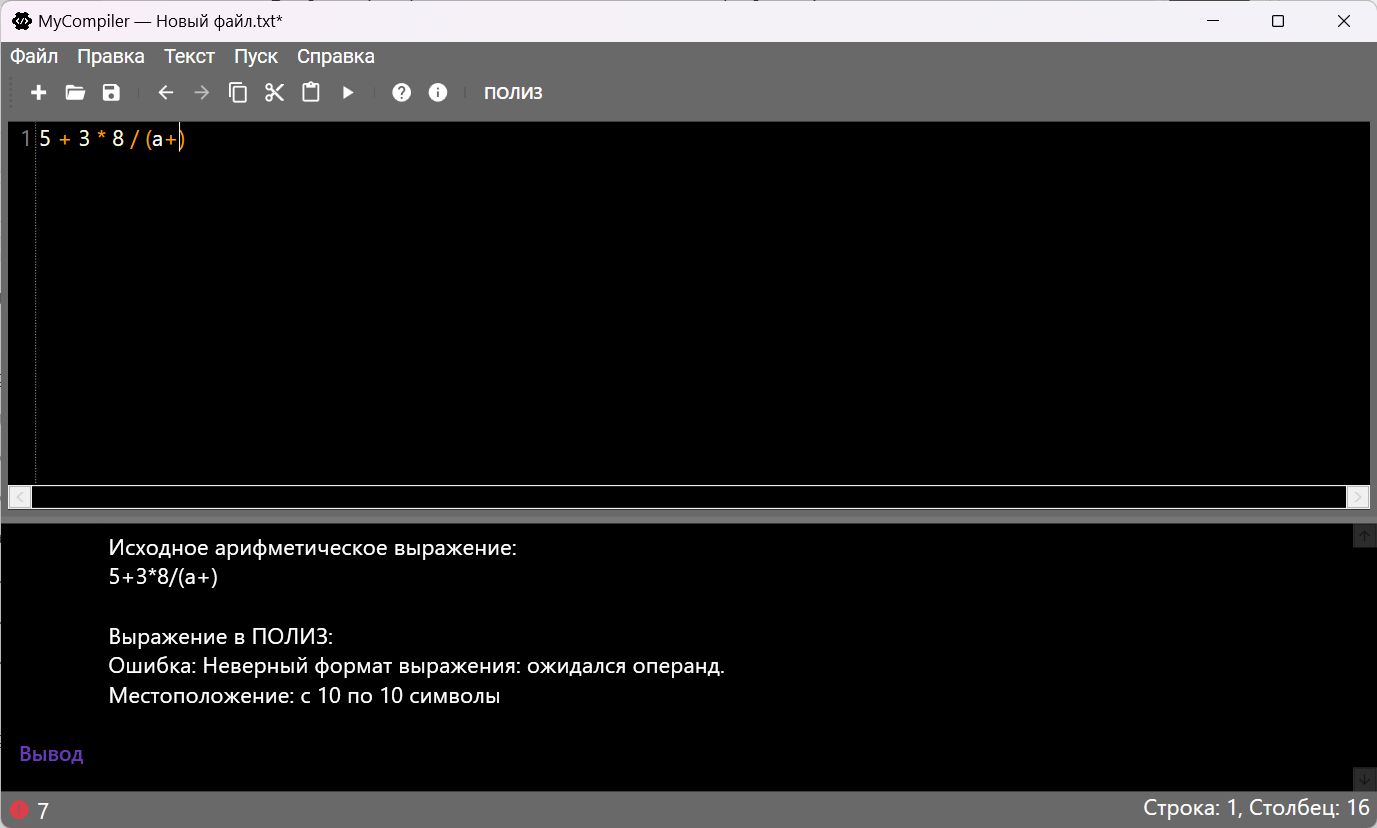 MyCompiler — Новый файл.txt*
Файл Правка Текст Пуск Справка
ПОЛИЗ
1 5 + 3 * 8 / (a+)
Исходное арифметическое выражение:
5+3*8/(a+)
Выражение в ПОЛИЗ:
Ошибка: Неверный формат выражения: ожидался операнд.
Местоположение: с 10 по 10 символы
Вывод
7
Строка: 1, Столбец: 16